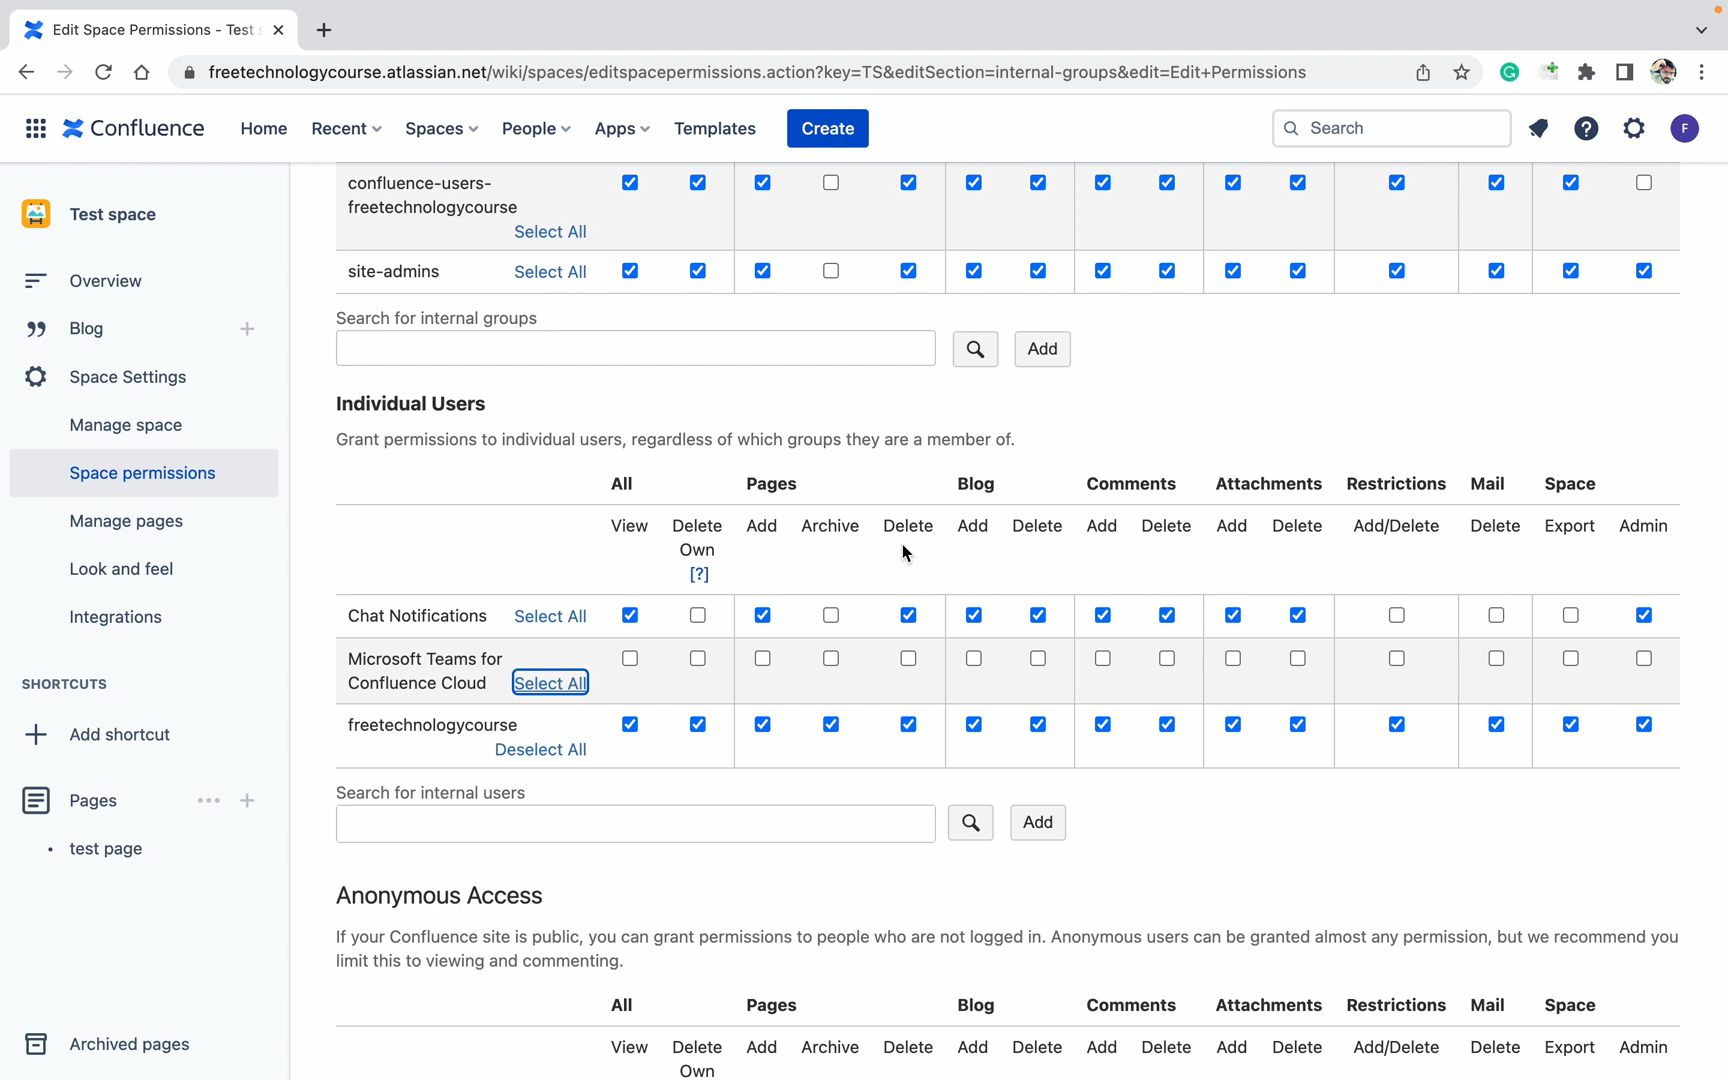 Edit Space Permissions - Test s
freetechnologycourse.atlassian.net/wiki/spaces/editspacepermissions.action?key=TS&editSection=internal-groups&edit=Edit+Permissions
Confluence Home Recent Spaces People Apps Templates Create Search F
Test space
Overview
Blog
Space Settings
Manage space
Space permissions
Manage pages
Look and feel
Integrations
SHORTCUTS
Add shortcut
Pages
• test page
Archived pages
confluence-users-
freetechnologycourse
Select All
site-admins Select All
Search for internal groups
Add
Individual Users
Grant permissions to individual users, regardless of which groups they are a member of.
All Pages Blog Comments Attachments Restrictions Mail Space
View Delete Add Archive Delete Add Delete Add Delete Add Delete Add/Delete Delete Export Admin
Own
[?]
Chat Notifications Select All
Microsoft Teams for
Confluence Cloud Select All
freetechnologycourse
Deselect All
Search for internal users
Add
Anonymous Access
If your Confluence site is public, you can grant permissions to people who are not logged in. Anonymous users can be granted almost any permission, but we recommend you
limit this to viewing and commenting.
All Pages Blog Comments Attachments Restrictions Mail Space
View Delete Add Archive Delete Add Delete Add Delete Add Delete Add/Delete Delete Export Admin
Own